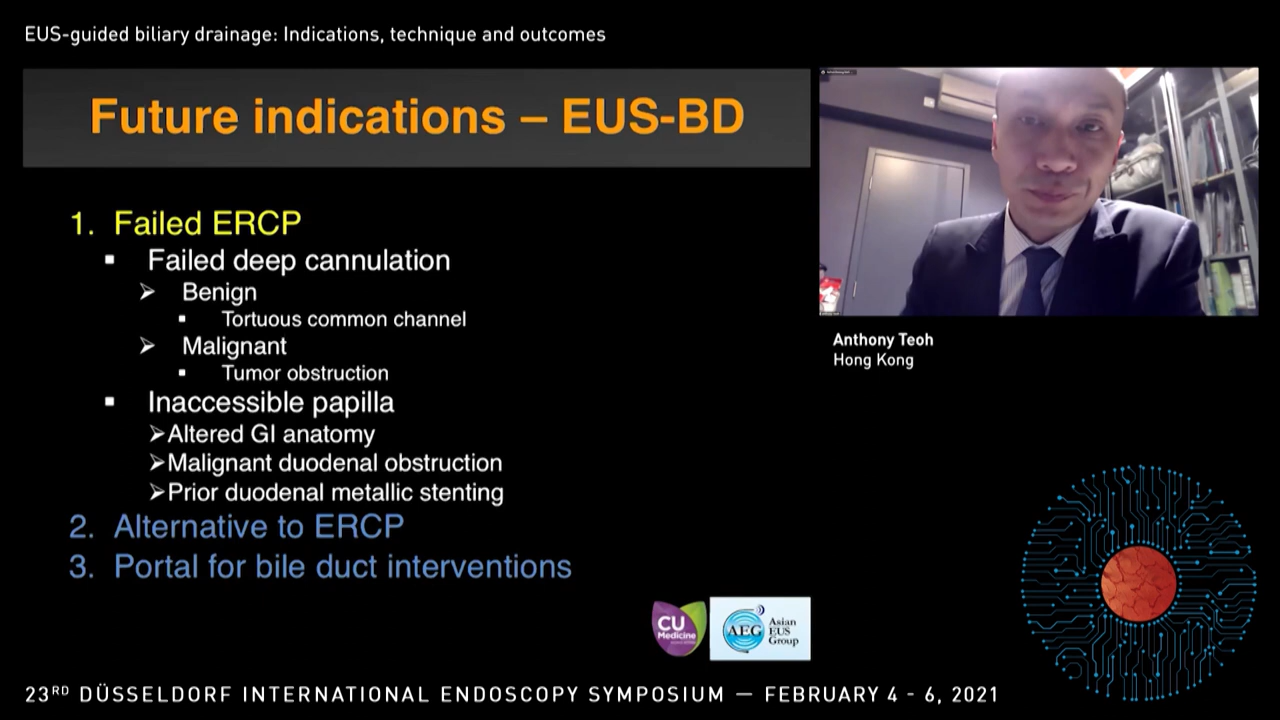 EUS-guided biliary drainage: Indications, technique and outcomes
Future indications – EUS-BD
1. Failed ERCP
▪ Failed deep cannulation
➢ Benign
▪ Tortuous common channel
➢ Malignant
▪ Tumor obstruction
▪ Inaccessible papilla
➢Altered GI anatomy
➢Malignant duodenal obstruction
➢Prior duodenal metallic stenting
2. Alternative to ERCP
3. Portal for bile duct interventions
Anthony Teoh
Hong Kong
CU
Medicine
AEG
Asian
EUS
Group
23RD DÜSSELDORF INTERNATIONAL ENDOSCOPY SYMPOSIUM — FEBRUARY 4 - 6, 2021